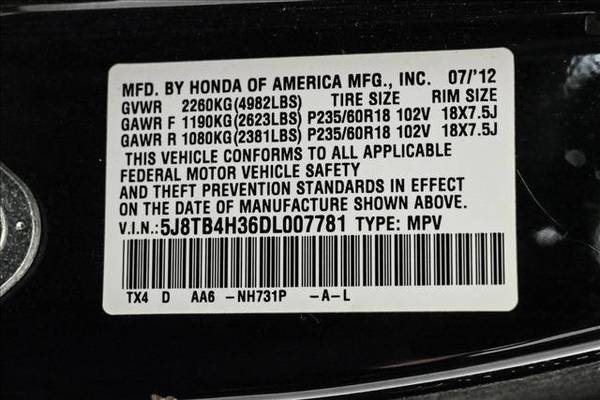 MFD. BY HONDA OF AMERICA MFG., INC. 07/'12
GVWR 2260KG(4982LBS) TIRE SIZE RIM SIZE
GAWR F 1190KG(2623LBS) P235/60R18 102V 18X7.5J
GAWR R 1080KG(2381LBS) P235/60R18 102V 18X7.5J
THIS VEHICLE CONFORMS TO ALL APPLICABLE
FEDERAL MOTOR VEHICLE SAFETY
AND THEFT PREVENTION STANDARDS IN EFFECT
ON THE DATE OF MANUFACTURE SHOWN ABOVE.
V.I.N.: 5J8TB4H36DL007781 TYPE: MPV
TX4 D AA6 -NH731P -A-L